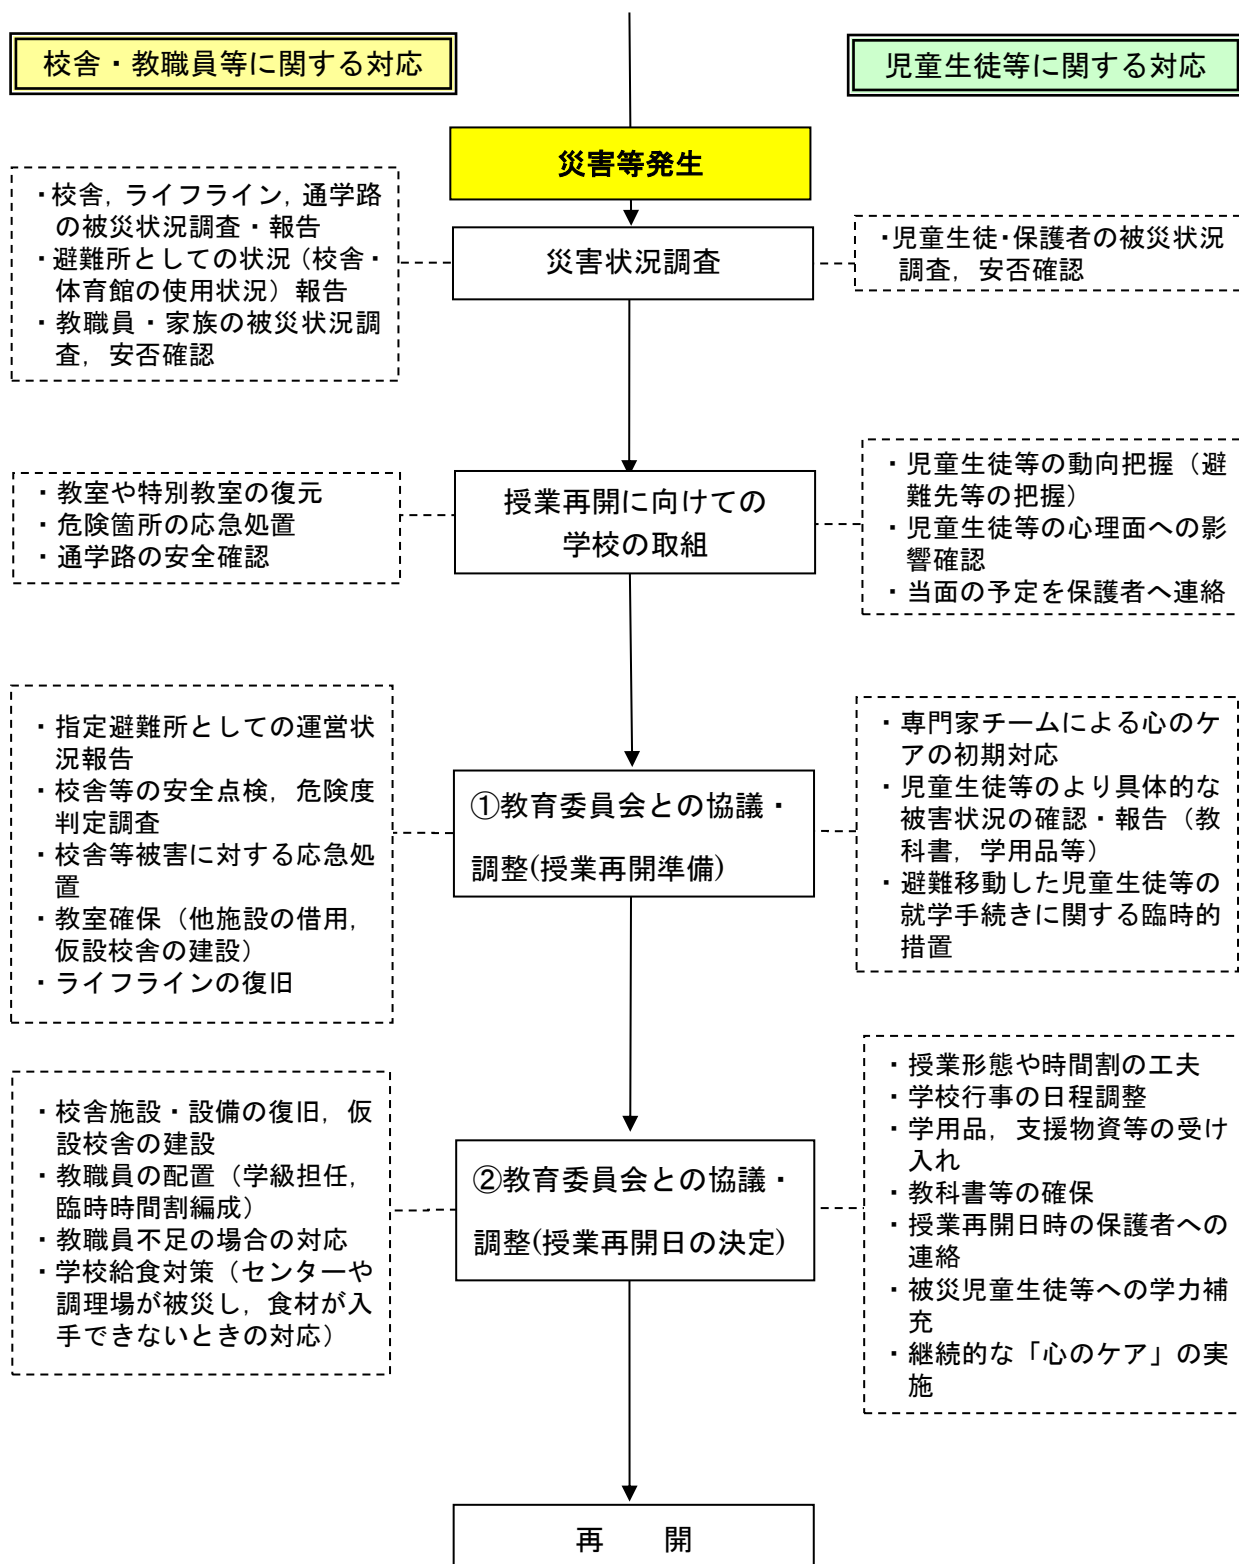 校舎・教職員等に関する対応
児童生徒等に関する対応
災害等発生
・校舎，ライフライン，通学路
の被災状況調査・報告
・避難所としての状況（校舎・
体育館の使用状況）報告
・教職員・家族の被災状況調
査，安否確認
災害状況調査
・児童生徒・保護者の被災状況
調査，安否確認
・教室や特別教室の復元
・危険箇所の応急処置
・通学路の安全確認
授業再開に向けての
学校の取組
・児童生徒等の動向把握（避
難先等の把握）
・児童生徒等の心理面への影
響確認
・当面の予定を保護者へ連絡
・指定避難所としての運営状
況報告
・校舎等の安全点検，危険度
判定調査
・校舎等被害に対する応急処
置
・教室確保（他施設の借用，
仮設校舎の建設）
・ライフラインの復旧
①教育委員会との協議・
調整(授業再開準備)
・専門家チームによる心のケ
アの初期対応
・児童生徒等のより具体的な
被害状況の確認・報告（教
科書，学用品等）
・避難移動した児童生徒等の
就学手続きに関する臨時的
措置
・校舎施設・設備の復旧，仮
設校舎の建設
・教職員の配置（学級担任，
臨時時間割編成）
・教職員不足の場合の対応
・学校給食対策（センターや
調理場が被災し，食材が入
手できないときの対応）
②教育委員会との協議・
調整(授業再開日の決定)
・授業形態や時間割の工夫
・学校行事の日程調整
・学用品，支援物資等の受け
入れ
・教科書等の確保
・授業再開日時の保護者への
連絡
・被災児童生徒等への学力補
充
・継続的な「心のケア」の実
施
再　　開